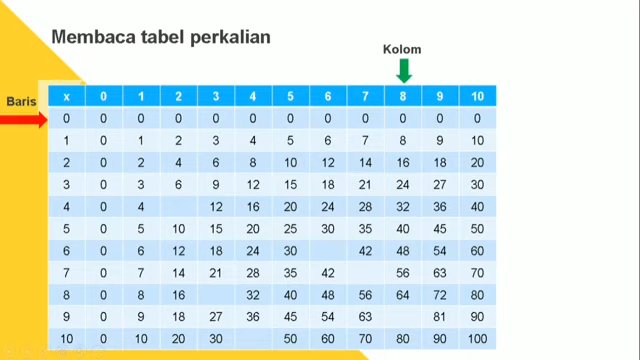 Membaca tabel perkalian
Kolom
Baris
x 0 1 2 3 4 5 6 7 8 9 10
0 0 0 0 0 0 0 0 0 0 0 0
1 0 1 2 3 4 5 6 7 8 9 10
2 0 2 4 6 8 10 12 14 16 18 20
3 0 3 6 9 12 15 18 21 24 27 30
4 0 4 12 16 20 24 28 32 36 40
5 0 5 10 15 20 25 30 35 40 45 50
6 0 6 12 18 24 30 42 48 54 60
7 0 7 14 21 28 35 42 56 63 70
8 0 8 16 32 40 48 56 64 72 80
9 0 9 18 27 36 45 54 63 81 90
10 0 10 20 30 50 60 70 80 90 100